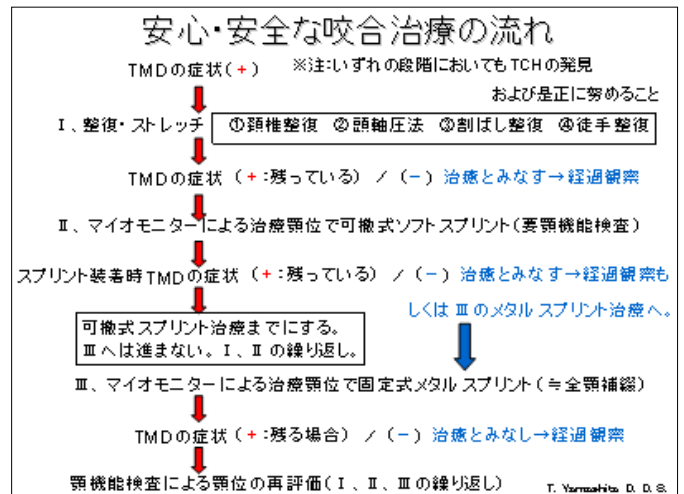 安心・安全な咬合治療の流れ
TMDの症状(+) ※注:いずれの段階においてもTCHの発見
および是正に努めること
Ⅰ、整復・ストレッチ ①頚椎整復 ②頭軸圧法 ③割ばし整復 ④徒手整復
TMDの症状 (+:残っている) / (-) 治癒とみなす→経過観察
Ⅱ、マイオモニターによる治療顎位で可撤式ソフトスプリント(要顎機能検査)
スプリント装着時TMDの症状 (+:残っている) / (-) 治癒とみなす→経過観察も
しくは Ⅲ のメタル スプリント治療へ。
可撤式スプリント治療までにする。
Ⅲへは進まない。Ⅰ、Ⅱの繰り返し。
Ⅲ、マイオモニターによる治療顎位で固定式メタル スプリント(≒全顎補綴)
TMDの症状 (+:残る場合) / (-) 治癒とみなし→経過観察
顎機能検査による顎位の再評価(Ⅰ、Ⅱ、Ⅲの繰り返し)
T. Yamashita D. D. S.